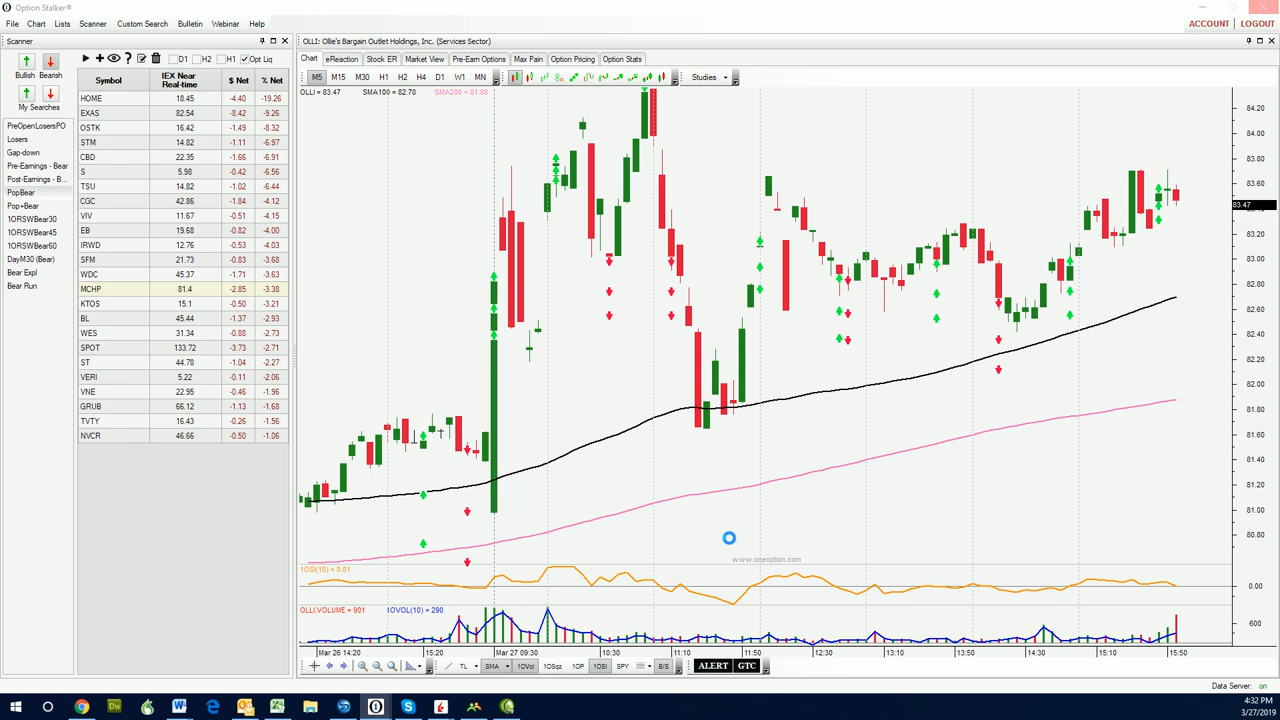 Option Stalker®
File Chart Lists Scanner Custom Search Bulletin Webinar Help ACCOUNT | LOGOUT
Scanner
OLLI: Ollie's Bargain Outlet Holdings, Inc. (Services Sector)
Bullish Bearish
D1 H2 H1 Opt Liq
Chart eReaction Stock ER Market View Pre-Earn Options Max Pain Option Pricing Option Stats
M5 M15 M30 H1 H2 H4 D1 W1 MN Studies
My Searches
PreOpenLosersPO
Losers
Gap-down
Pre-Earnings - Bear
Post-Earnings - B...
PopBear
Pop+Bear
1ORSWBear30
1ORSWBear45
1ORSWBear60
DayM30 (Bear)
Bear Expl
Bear Run
Symbol IEX Near Real-time $ Net % Net
HOME 18.45 -4.40 -19.26
EXAS 82.54 -8.42 -9.26
OSTK 16.42 -1.49 -8.32
STM 14.82 -1.11 -6.97
CBD 22.35 -1.66 -6.91
S 5.98 -0.42 -6.56
TSU 14.82 -1.02 -6.44
CGC 42.86 -1.84 -4.12
VIV 11.67 -0.51 -4.15
EB 19.68 -0.82 -4.00
IRWD 12.76 -0.53 -4.03
SFM 21.73 -0.83 -3.68
WDC 45.37 -1.71 -3.63
MCHP 81.4 -2.85 -3.38
KTOS 15.1 -0.50 -3.21
BL 45.44 -1.37 -2.93
WES 31.34 -0.88 -2.73
SPOT 133.72 -3.73 -2.71
ST 44.78 -1.04 -2.27
VERI 5.22 -0.11 -2.06
VNE 22.95 -0.46 -1.96
GRUB 66.12 -1.13 -1.68
TVTY 16.43 -0.26 -1.56
NVCR 46.66 -0.50 -1.06
OLLI = 83.47 SMA100 = 82.70 SMA200 = 81.88
84.20
84.00
83.80
83.60
83.47
83.20
83.00
82.80
82.60
82.40
82.20
82.00
81.80
81.60
81.40
81.20
81.00
80.80
www.oneoption.com
1OSI(10) = 0.01
0.00
OLLI:VOLUME = 901 1OVOL(10) = 290
600
Mar 26 14:20 15:20 Mar 27 09:30 10:30 11:10 11:50 12:30 13:10 13:50 14:30 15:10 15:50
TL SMA 1OVol 1OSqz 1OP 1OSI SPY B/S ALERT GTC
Data Server: on
4:32 PM
3/27/2019